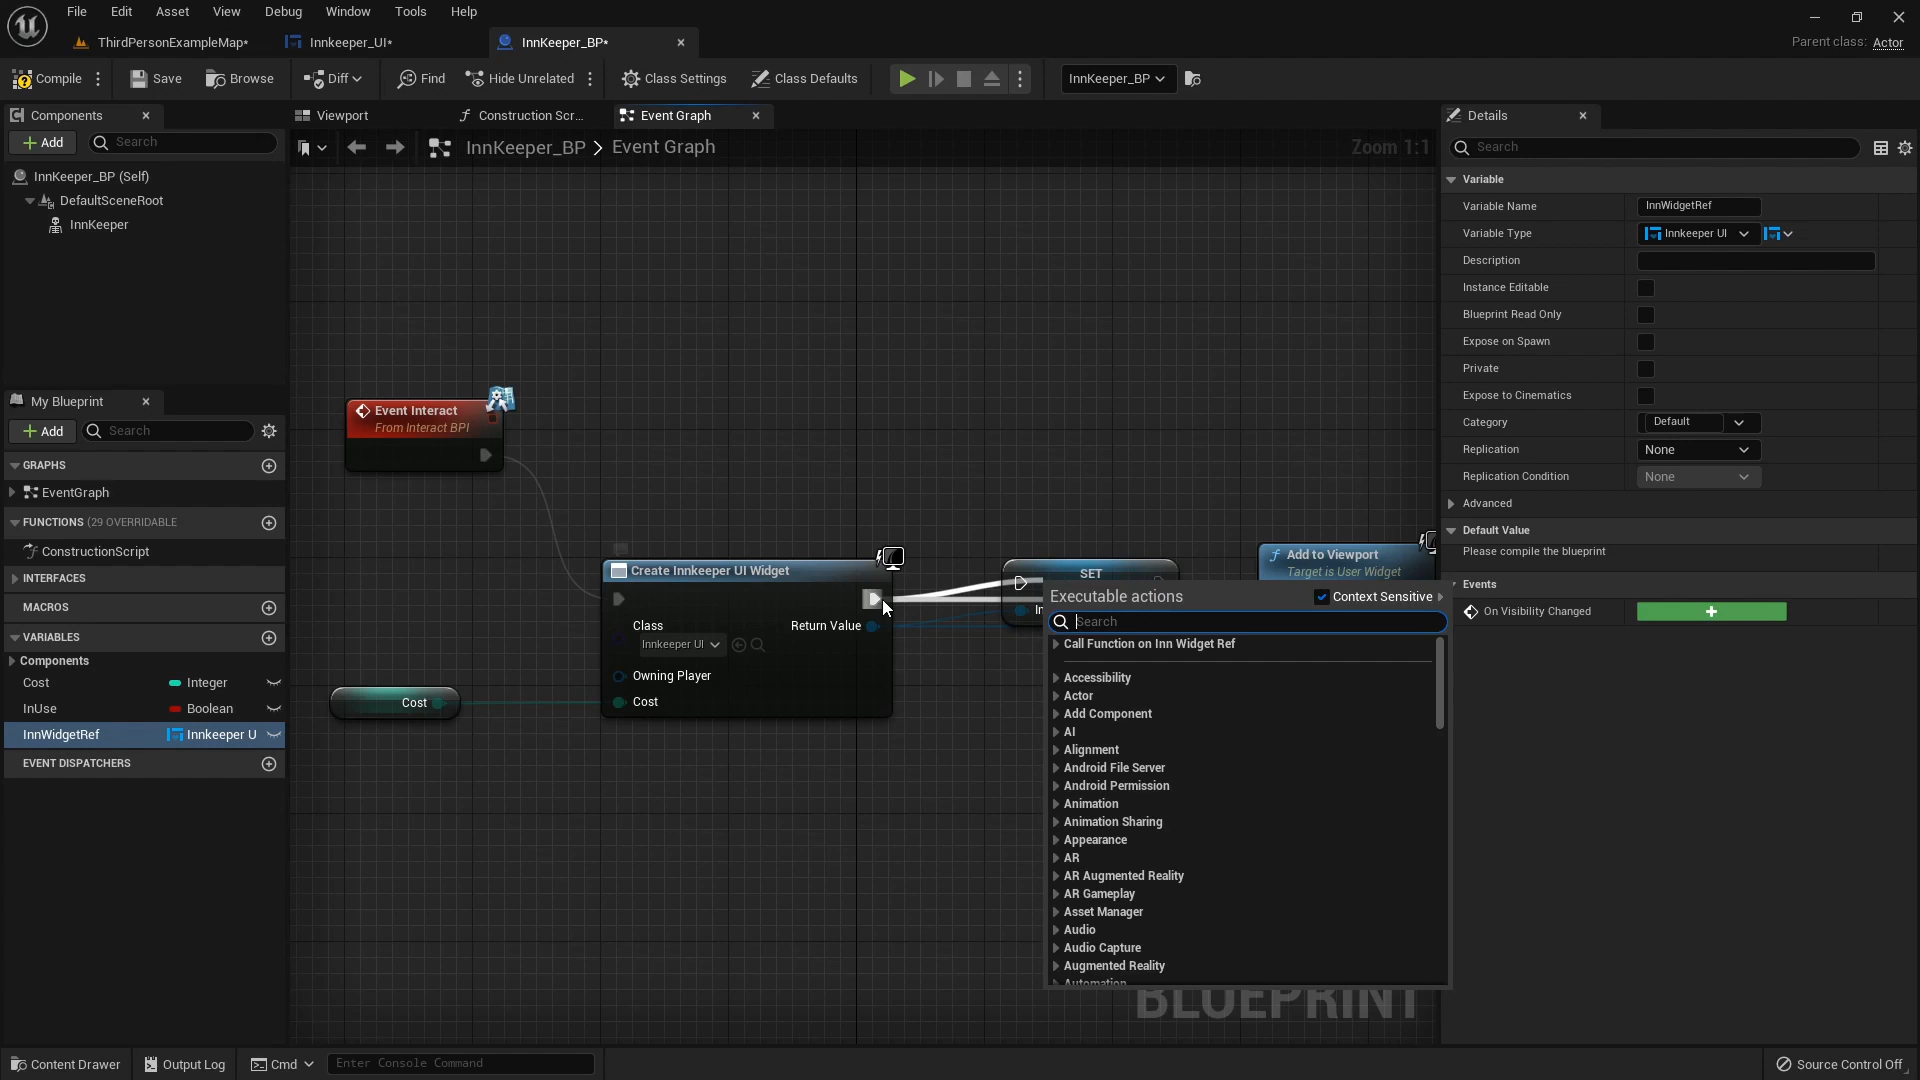 File Edit Asset View Debug Window Tools Help
ThirdPersonExampleMap* Innkeeper_UI* InnKeeper_BP* Parent class: Actor
Compile Save Browse Diff Find Hide Unrelated Class Settings Class Defaults InnKeeper_BP
Components Viewport Construction Scr... Event Graph Details
Add Search InnKeeper_BP > Event Graph Zoom 1:1 Search
InnKeeper_BP (Self)
DefaultSceneRoot
InnKeeper
Variable
Variable Name InnWidgetRef
Variable Type Innkeeper UI
Description
Instance Editable
Blueprint Read Only
Expose on Spawn
Private
Expose to Cinematics
Category Default
Replication None
Replication Condition None
Advanced
Default Value
Please compile the blueprint
Events
On Visibility Changed
My Blueprint
Add Search
GRAPHS
EventGraph
FUNCTIONS (29 OVERRIDABLE
ConstructionScript
INTERFACES
MACROS
VARIABLES
Components
Cost Integer
InUse Boolean
InnWidgetRef Innkeeper U
EVENT DISPATCHERS
Event Interact
From Interact BPI
Cost
Create Innkeeper UI Widget
Class Return Value
Innkeeper UI
Owning Player
Cost
SET
In
Add to Viewport
Target is User Widget
Executable actions Context Sensitive
Search
Call Function on Inn Widget Ref
Accessibility
Actor
Add Component
AI
Alignment
Android File Server
Android Permission
Animation
Animation Sharing
Appearance
AR
AR Augmented Reality
AR Gameplay
Asset Manager
Audio
Audio Capture
Augmented Reality
Automation
BLUEPRINT
Content Drawer Output Log Cmd Enter Console Command Source Control Off